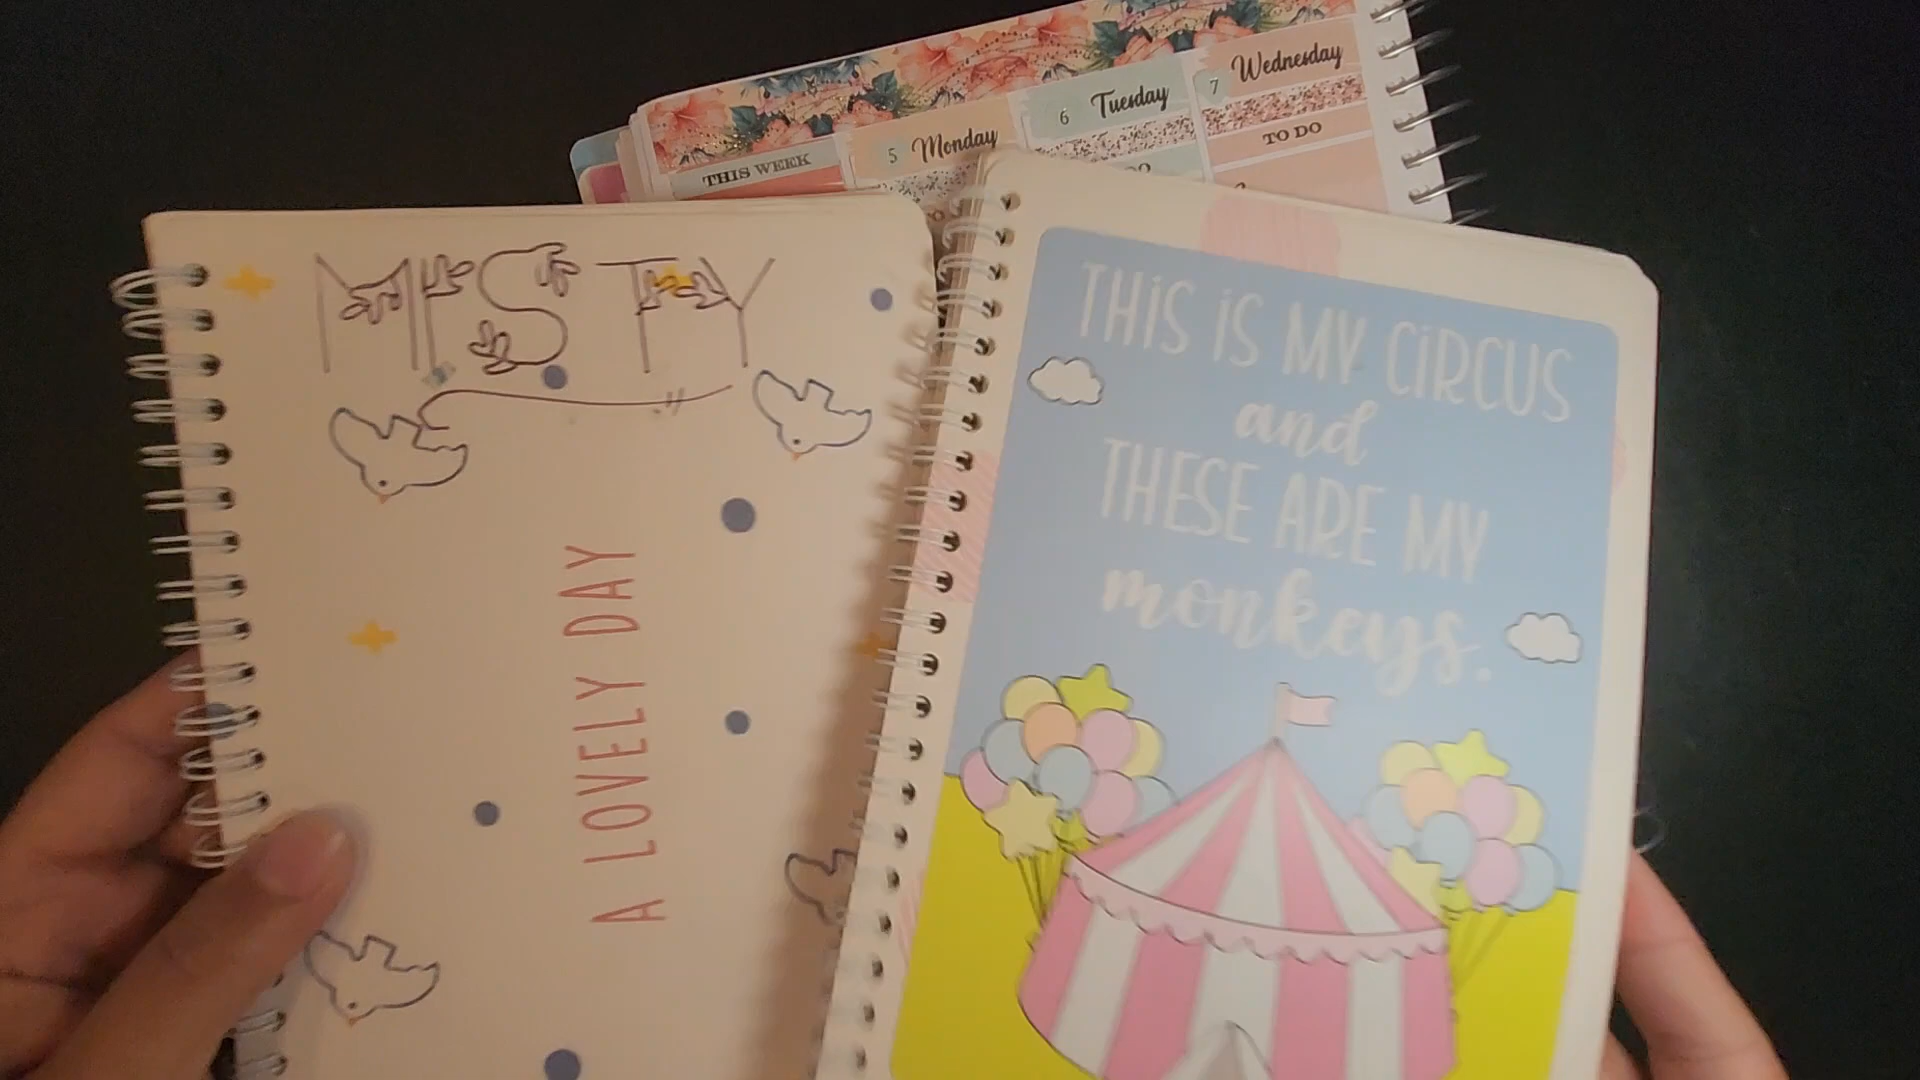 THIS WEEK
5 Monday
6 Tuesday
7 Wednesday
TO DO
MISTY
A LOVELY DAY
THIS IS MY CIRCUS
and
THESE ARE MY
monkeys.